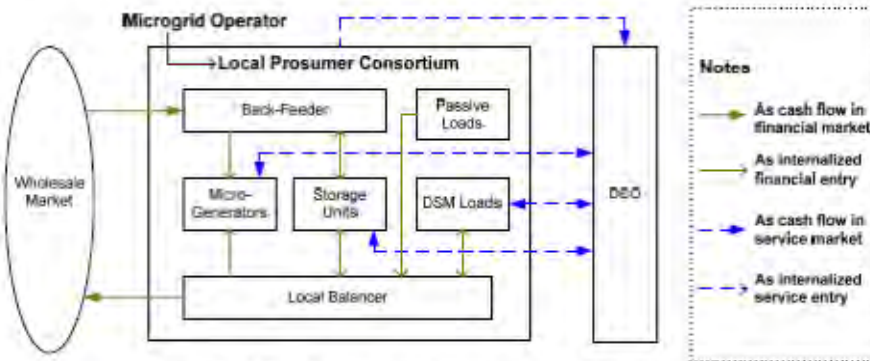 Microgrid Operator
Local Prosumer Consortium
Back-Feeder
Passive
Loads
Wholesale
Market
Micro-
Generators
Storage
Units
DSM Loads
DSO
Local Balancer
Notes
As cash flow in
financial market
As internalized
financial entry
As cash flow in
service market
As internalized
service entry